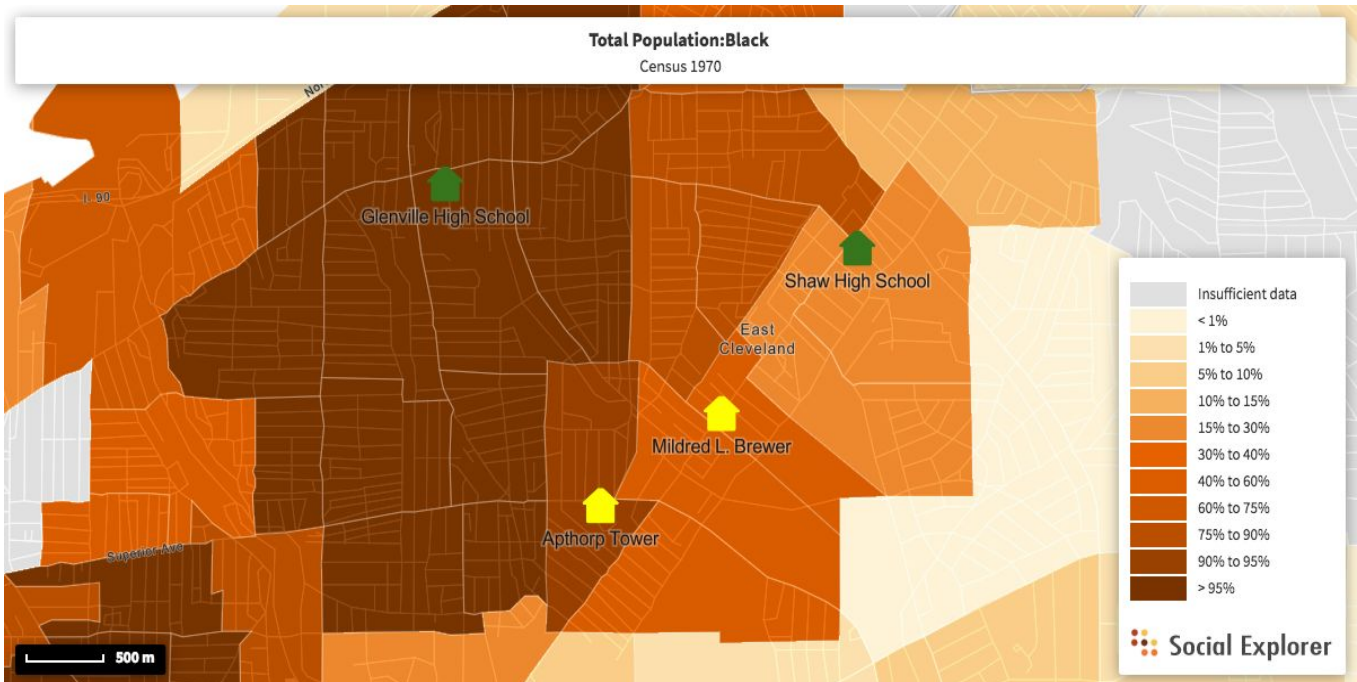 Total Population:Black
Census 1970
I- 90
Glenville High School
Shaw High School
East
Cleveland
Mildred L. Brewer
Apthorp Tower
Superior Ave
500 m
Insufficient data
< 1%
1% to 5%
5% to 10%
10% to 15%
15% to 30%
30% to 40%
40% to 60%
60% to 75%
75% to 90%
90% to 95%
> 95%
Social Explorer